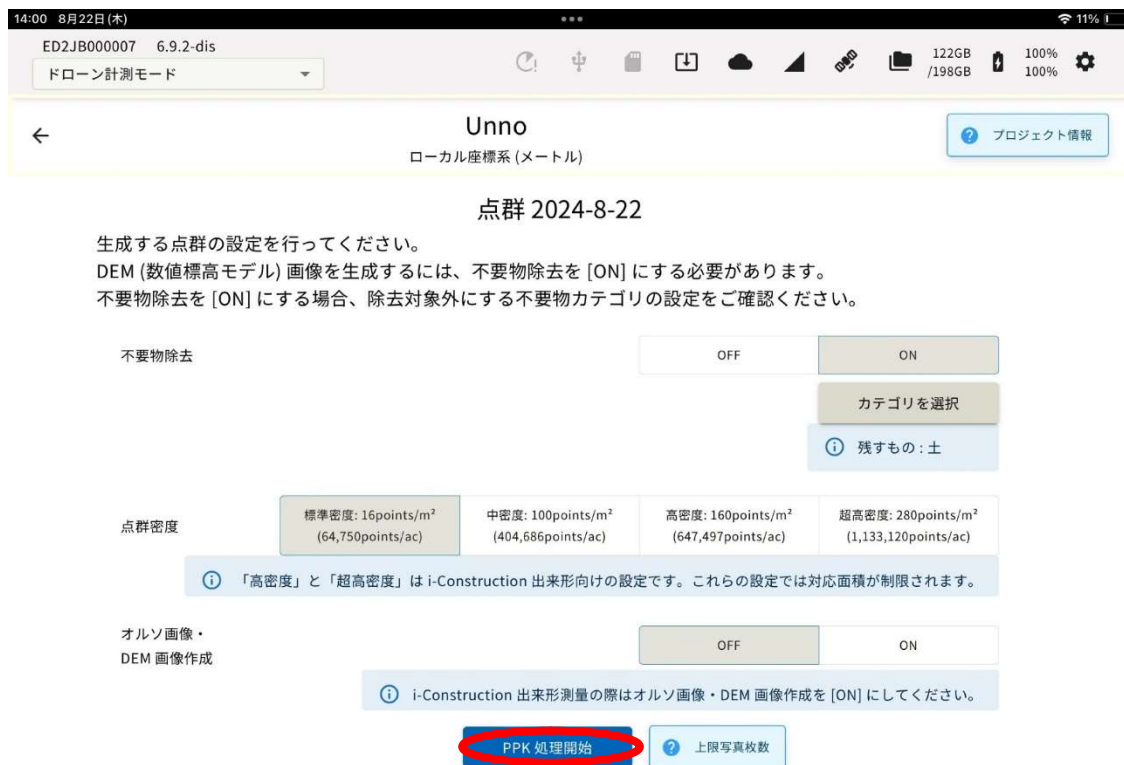 14:00 8月22日(木)
11%
ED2JB000007 6.9.2-dis
ドローン計測モード
122GB
/198GB
100%
100%
Unno
ローカル座標系 (メートル)
プロジェクト情報
点群 2024-8-22
生成する点群の設定を行ってください。
DEM (数値標高モデル) 画像を生成するには、不要物除去を [ON] にする必要があります。
不要物除去を [ON] にする場合、除去対象外にする不要物カテゴリの設定をご確認ください。
不要物除去
OFF
ON
カテゴリを選択
残すもの : 土
点群密度
標準密度: 16points/m²
(64,750points/ac)
中密度: 100points/m²
(404,686points/ac)
高密度: 160points/m²
(647,497points/ac)
超高密度: 280points/m²
(1,133,120points/ac)
「高密度」と「超高密度」は i-Construction 出来形向けの設定です。これらの設定では対応面積が制限されます。
オルソ画像・
DEM 画像作成
OFF
ON
i-Construction 出来形測量の際はオルソ画像・DEM 画像作成を [ON] にしてください。
PPK 処理開始
上限写真枚数